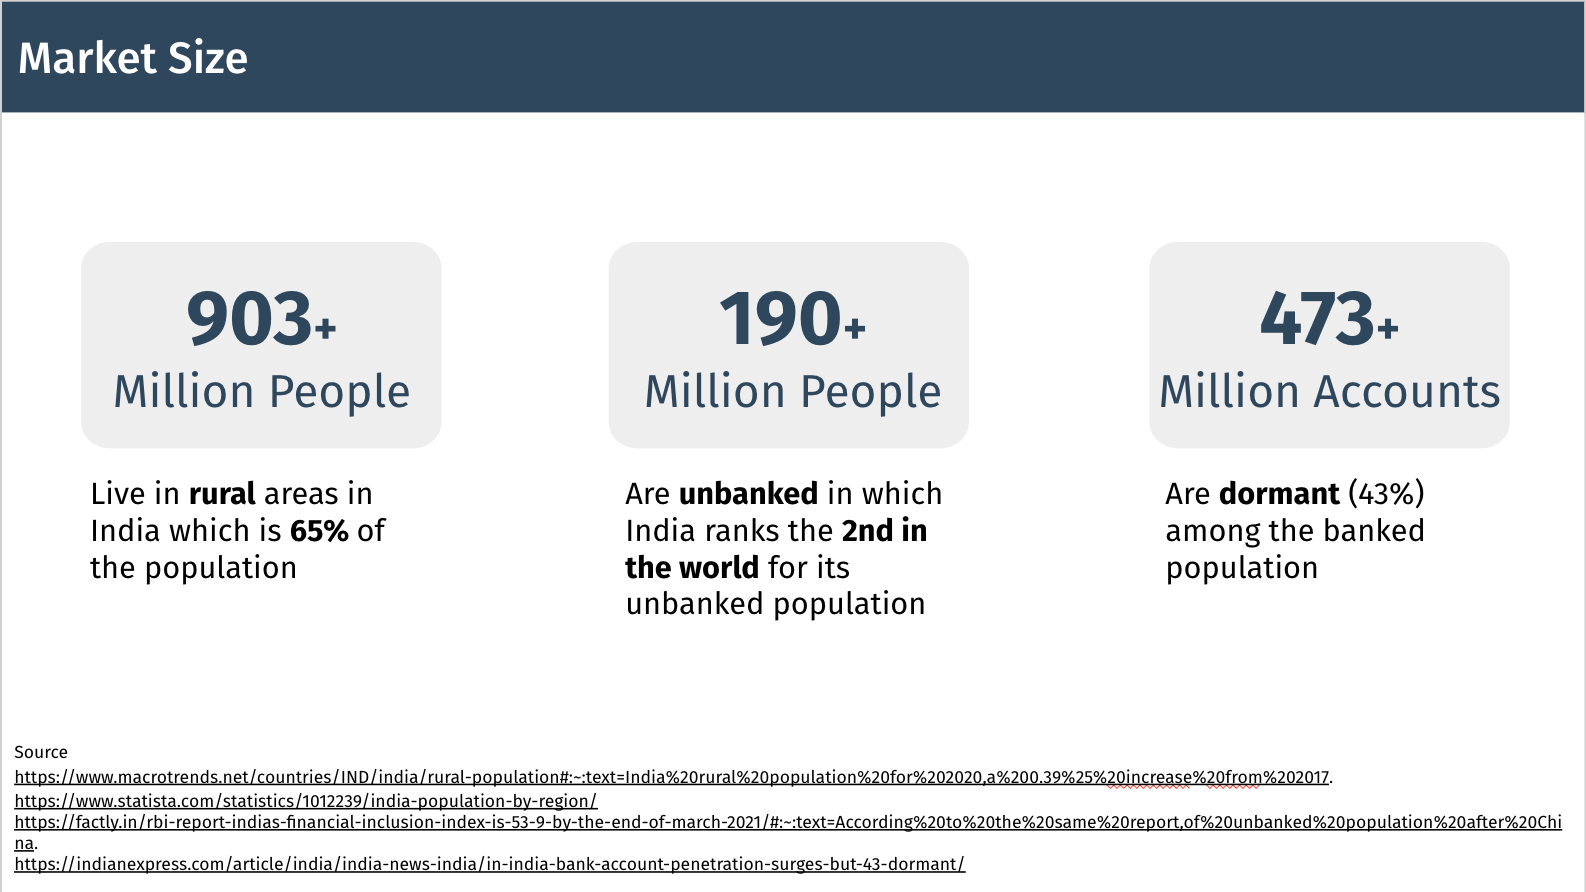 Market Size
903+
Million People
Live in rural areas in
India which is 65% of
the population
190+
Million People
Are unbanked in which
India ranks the 2nd in
the world for its
unbanked population
473+
Million Accounts
Are dormant (43%)
among the banked
population
Source
https://www.macrotrends.net/countries/IND/india/rural-population#:~:text=India%20rural%20population%20for%202020,a%200.39%25%20increase%20from%202017.
https://www.statista.com/statistics/1012239/india-population-by-region/
https://factly.in/rbi-report-indias-financial-inclusion-index-is-53-9-by-the-end-of-march-2021/#:~:text=According%20to%20the%20same%20report,of%20unbanked%20population%20after%20Chi
na.
https://indianexpress.com/article/india/india-news-india/in-india-bank-account-penetration-surges-but-43-dormant/